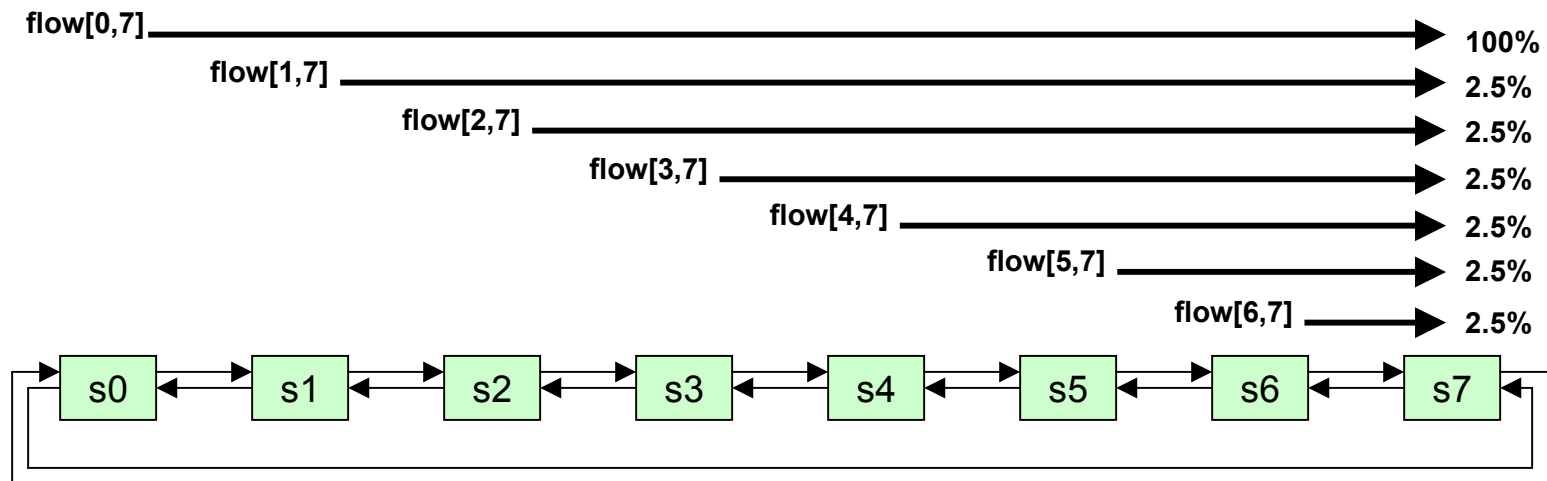 flow[0,7] 100%
flow[1,7] 2.5%
flow[2,7] 2.5%
flow[3,7] 2.5%
flow[4,7] 2.5%
flow[5,7] 2.5%
flow[6,7] 2.5%
s0 s1 s2 s3 s4 s5 s6 s7